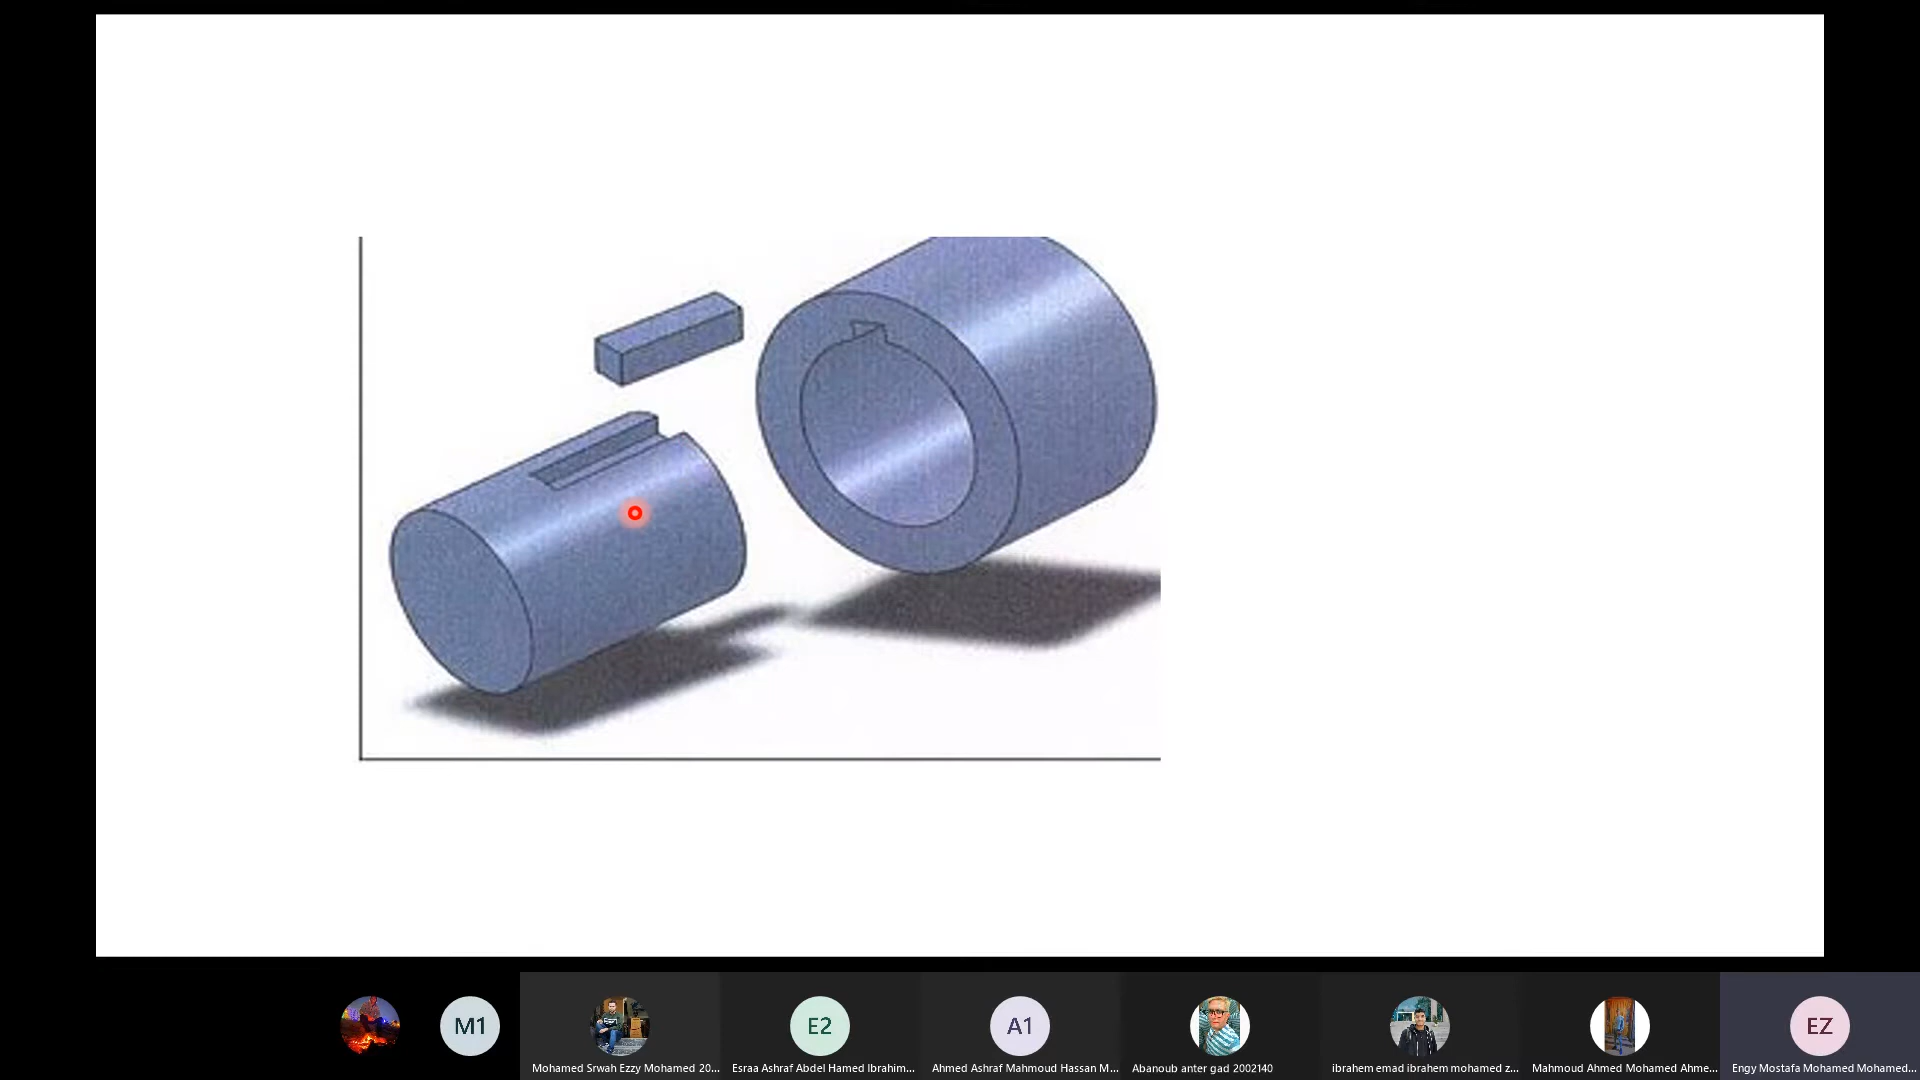 M1
E2
A1
EZ
Mohamed Srwah Ezzy Mohamed 20...
Esraa Ashraf Abdel Hamed Ibrahim...
Ahmed Ashraf Mahmoud Hassan M...
Abanoub anter gad 2002140
ibrahem emad ibrahem mohamed z...
Mahmoud Ahmed Mohamed Ahme...
Engy Mostafa Mohamed Mohamed...